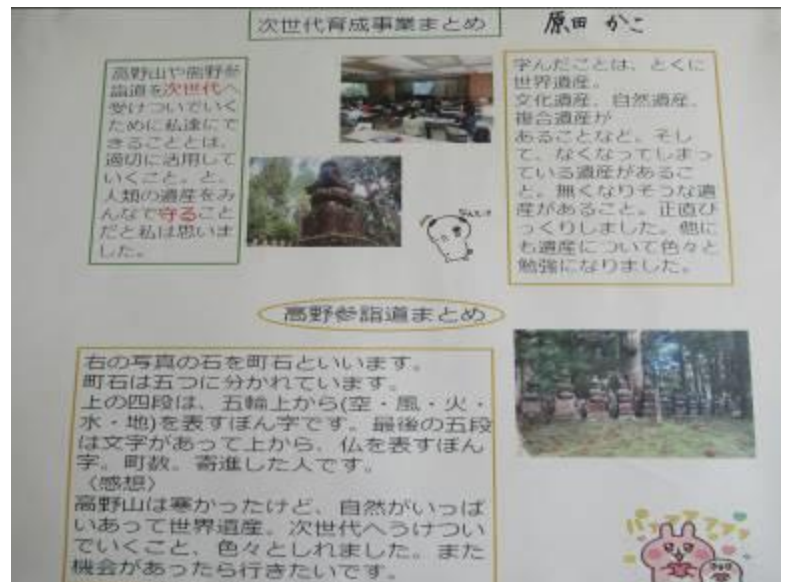 次世代育成事業まとめ
原田 かこ
高野山や熊野参
詣道を次世代へ
受けついでいく
ために私達にで
きることとは、
適切に活用して
いくこと。と、
人類の遺産をみ
んなで守ること
だと私は思いま
した。
学んだことは、とくに
世界遺産。
文化遺産、自然遺産、
複合遺産が
あることなど。そし
て、なくなってしまっ
ている遺産があるこ
と。無くなりそうな遺
産があること。正直び
っくりしました。他に
も遺産について色々と
勉強になりました。
高野参詣道まとめ
右の写真の石を町石といいます。
町石は五つに分かれています。
上の四段は、五輪上から(空・風・火・
水・地)を表すぼん字です。最後の五段
は文字があって上から、仏を表すぼん
字。町数。寄進した人です。
〈感想〉
高野山は寒かったけど、自然がいっぱ
いあって世界遺産。次世代へうけつい
でいくこと、色々としれました。また
機会があったら行きたいです。